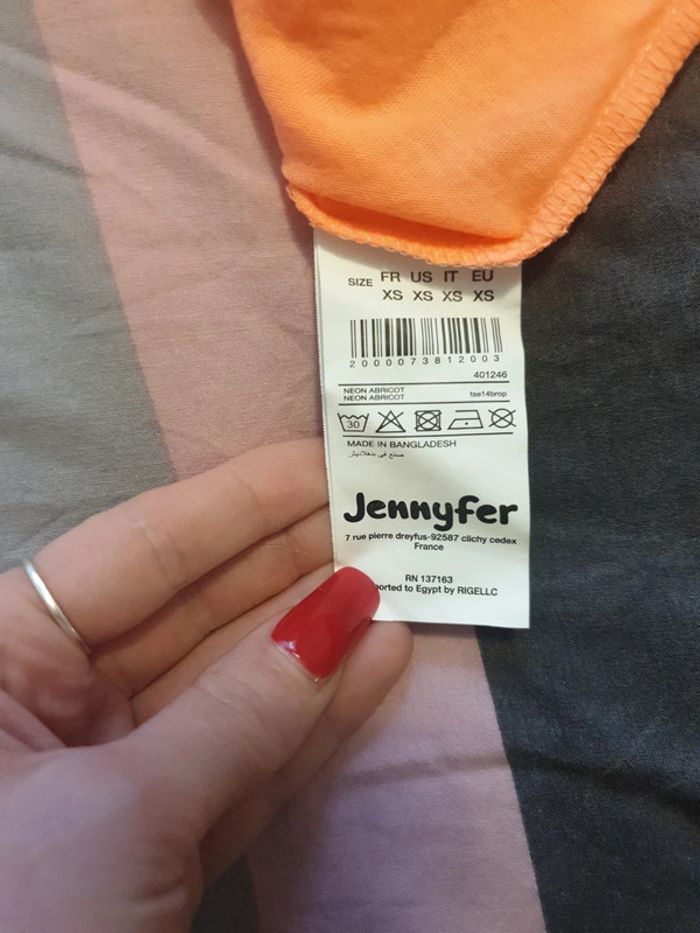 SIZE FR US IT EU
XS XS XS XS
2000073812003
401246
NEON ABRICOT
NEON ABRICOT tse14brop
30
MADE IN BANGLADESH
صنع في بنغلاديش
Jennyfer
7 rue pierre dreyfus-92587 clichy cedex
France
RN 137163
orted to Egypt by RIGELLC